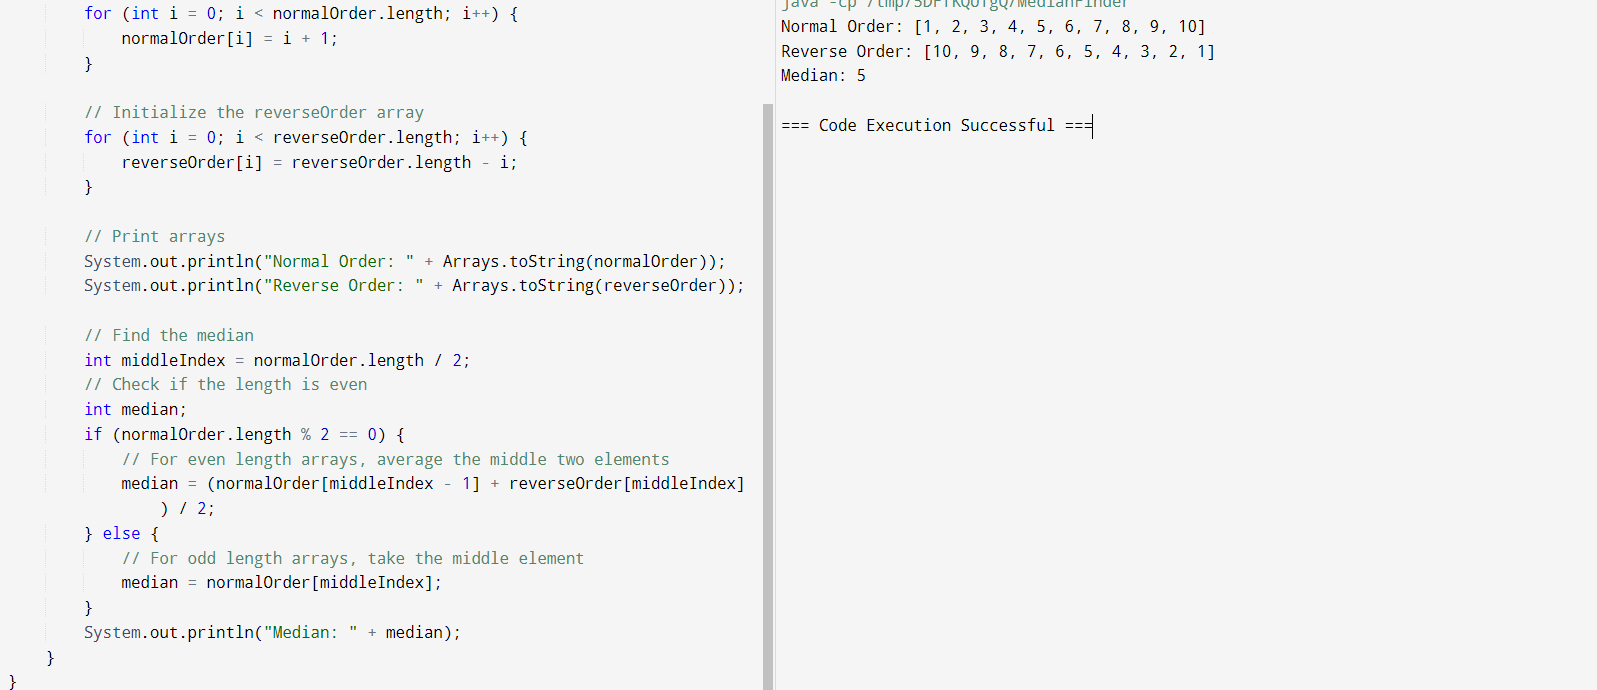 for (int i = 0; i < normalOrder.length; i++) {
normalOrder[i] = i + 1;
}
// Initialize the reverseOrder array
for (int i = 0; i < reverseOrder.length; i++) {
reverseOrder[i] = reverseOrder.length - i;
}
// Print arrays
System.out.println("Normal Order: " + Arrays.toString(normalOrder));
System.out.println("Reverse Order: " + Arrays.toString(reverseOrder));
// Find the median
int middleIndex = normalOrder.length / 2;
// Check if the length is even
int median;
if (normalOrder.length % 2 == 0) {
// For even length arrays, average the middle two elements
median = (normalOrder[middleIndex - 1] + reverseOrder[middleIndex]
) / 2;
} else {
// For odd length arrays, take the middle element
median = normalOrder[middleIndex];
}
System.out.println("Median: " + median);
}
}
java -cp
Normal Order: [1, 2, 3, 4, 5, 6, 7, 8, 9, 10]
Reverse Order: [10, 9, 8, 7, 6, 5, 4, 3, 2, 1]
Median: 5
=== Code Execution Successful ===